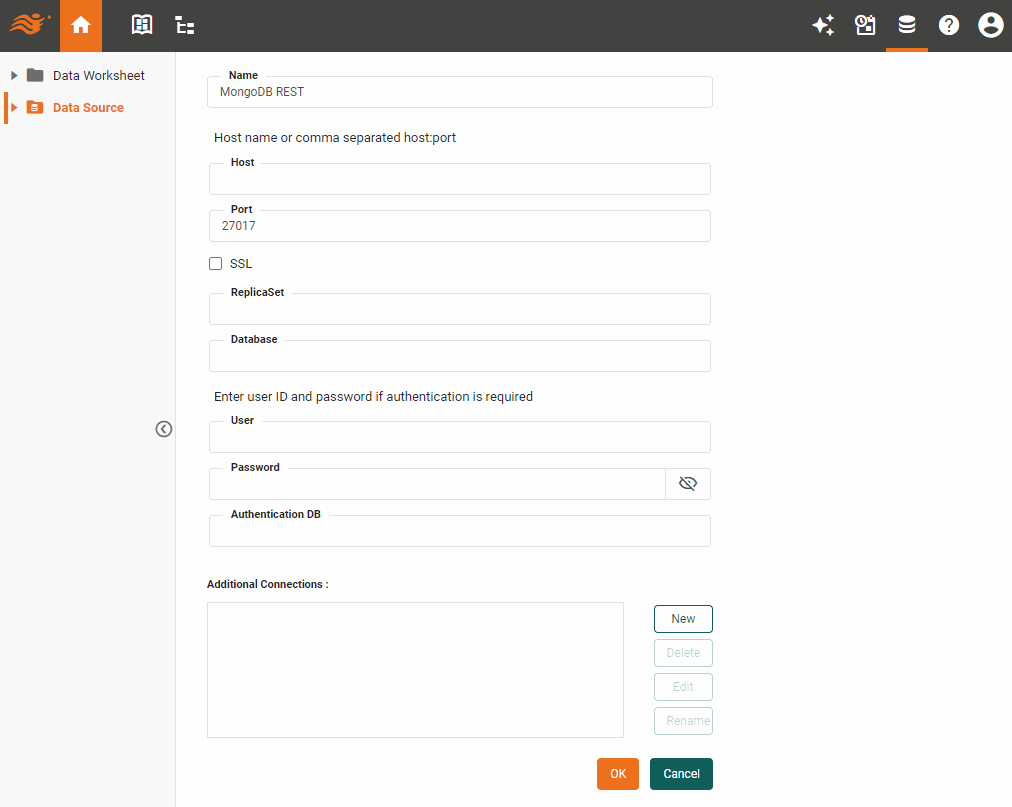 Data Worksheet
Data Source
Name
MongoDB REST
Host name or comma separated host:port
Host
Port
27017
SSL
ReplicaSet
Database
Enter user ID and password if authentication is required
User
Password
Authentication DB
Additional Connections :
New
Delete
Edit
Rename
OK
Cancel